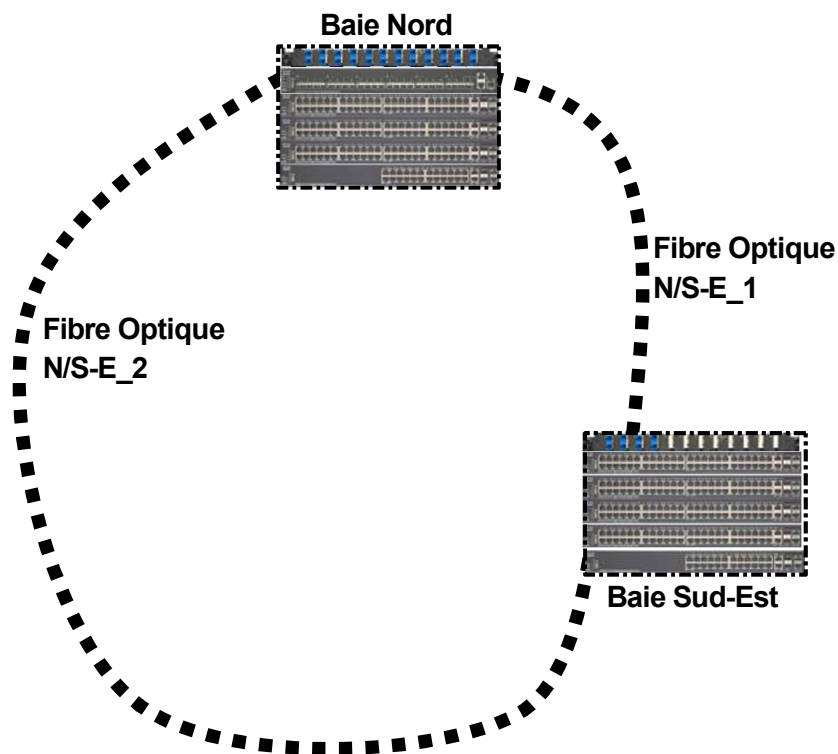 Baie Nord
Fibre Optique
N/S-E_1
Fibre Optique
N/S-E_2
Baie Sud-Est